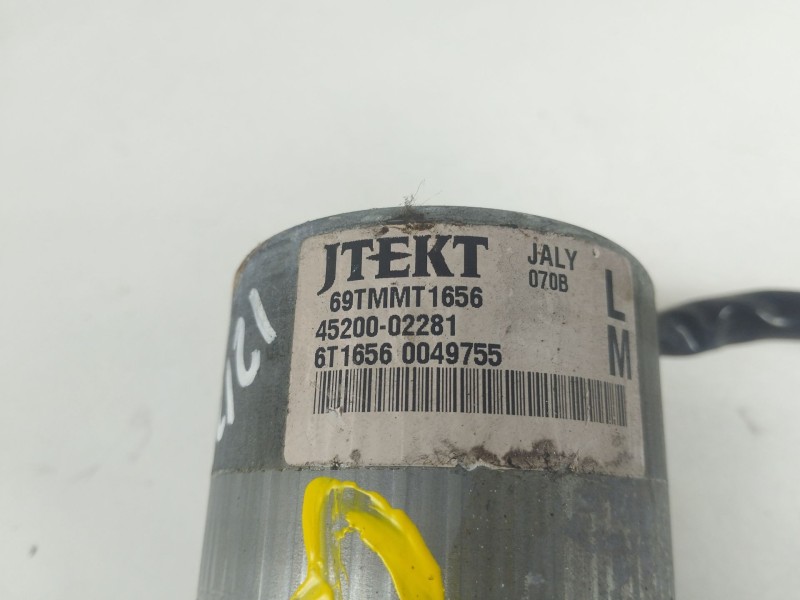 JTEKT
JALY
070B
69TMMT1656
45200-02281
6T1656 0049755
L
M